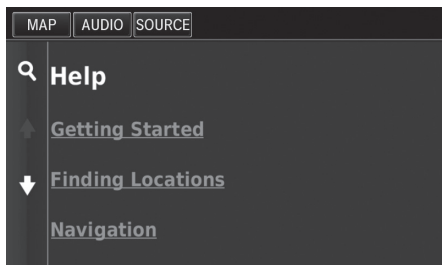 MAP AUDIO SOURCE
Help
Getting Started
Finding Locations
Navigation